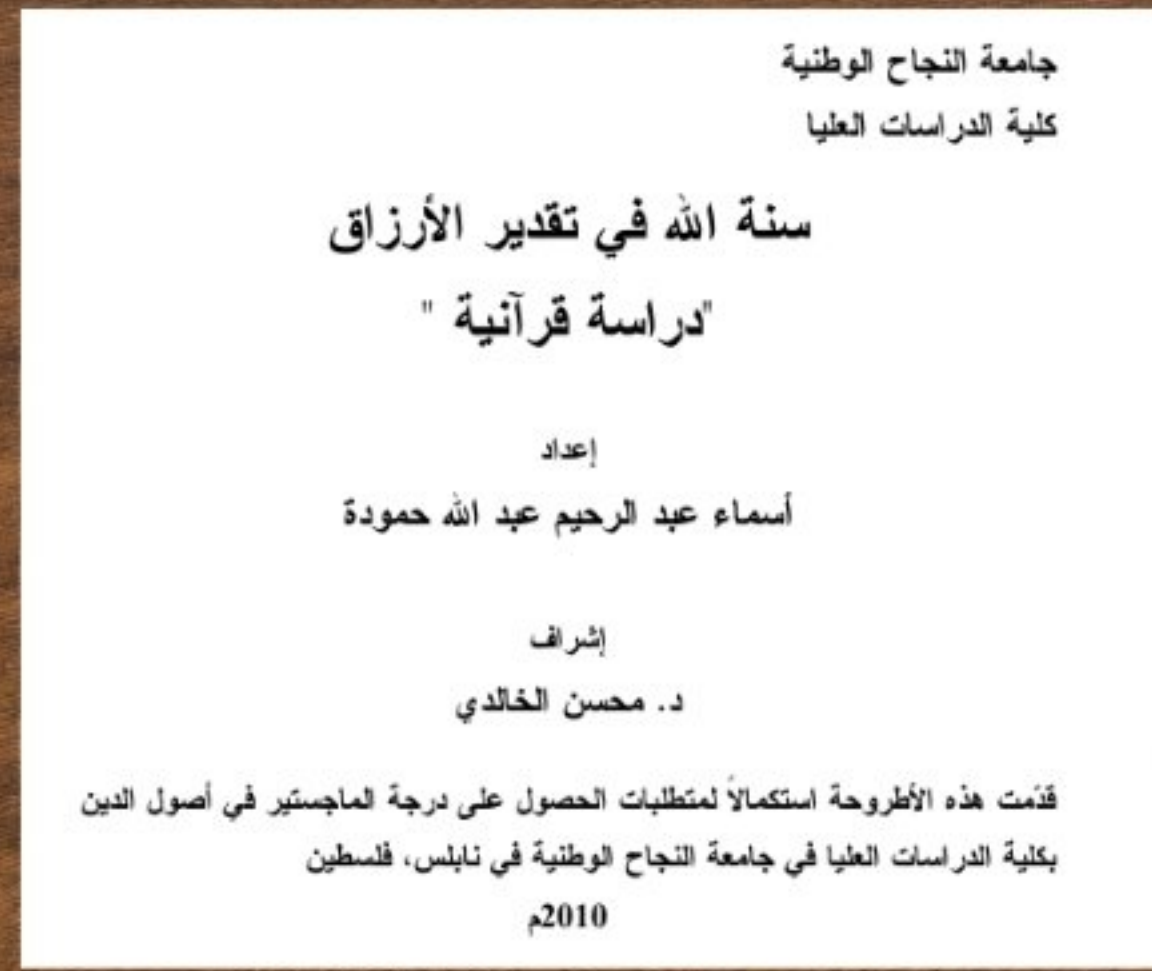 جامعة النجاح الوطنية
كلية الدراسات العليا
سنة الله في تقدير الأرزاق
"دراسة قرآنية "
إعداد
أسماء عبد الرحيم عبد الله حمودة
إشراف
د. محسن الخالدي
قدّمت هذه الأطروحة استكمالاً لمتطلبات الحصول على درجة الماجستير في أصول الدين
بكلية الدراسات العليا في جامعة النجاح الوطنية في نابلس، فلسطين
2010م